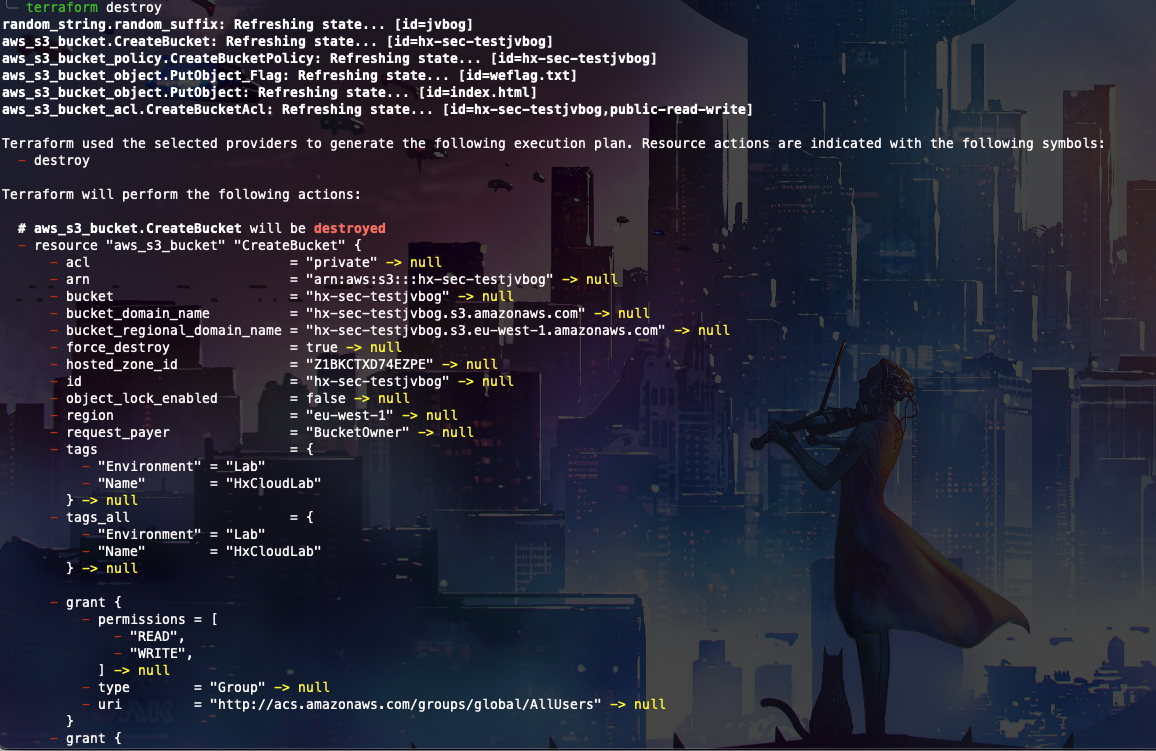 terraform destroy
random_string.random_suffix: Refreshing state... [id=jvbog]
aws_s3_bucket.CreateBucket: Refreshing state... [id=hx-sec-testjvbog]
aws_s3_bucket_policy.CreateBucketPolicy: Refreshing state... [id=hx-sec-testjvbog]
aws_s3_bucket_object.PutObject_Flag: Refreshing state... [id=weflag.txt]
aws_s3_bucket_object.PutObject: Refreshing state... [id=index.html]
aws_s3_bucket_acl.CreateBucketAcl: Refreshing state... [id=hx-sec-testjvbog,public-read-write]
Terraform used the selected providers to generate the following execution plan. Resource actions are indicated with the following symbols:
- destroy
Terraform will perform the following actions:
# aws_s3_bucket.CreateBucket will be destroyed
- resource "aws_s3_bucket" "CreateBucket" {
- acl = "private" -> null
- arn = "arn:aws:s3:::hx-sec-testjvbog" -> null
- bucket = "hx-sec-testjvbog" -> null
- bucket_domain_name = "hx-sec-testjvbog.s3.amazonaws.com" -> null
- bucket_regional_domain_name = "hx-sec-testjvbog.s3.eu-west-1.amazonaws.com" -> null
- force_destroy = true -> null
- hosted_zone_id = "Z1BKCTXD74EZPE" -> null
- id = "hx-sec-testjvbog" -> null
- object_lock_enabled = false -> null
- region = "eu-west-1" -> null
- request_payer = "BucketOwner" -> null
- tags = {
- "Environment" = "Lab"
- "Name" = "HxCloudLab"
} -> null
- tags_all = {
- "Environment" = "Lab"
- "Name" = "HxCloudLab"
} -> null
- grant {
- permissions = [
- "READ",
- "WRITE",
] -> null
- type = "Group" -> null
- uri = "http://acs.amazonaws.com/groups/global/AllUsers" -> null
}
- grant {